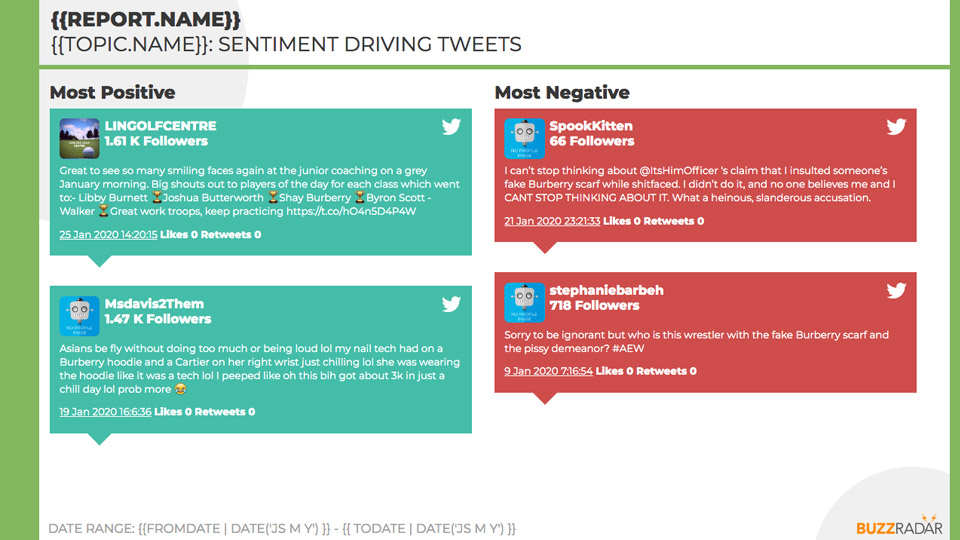 {{REPORT.NAME}}
{{TOPIC.NAME}}: SENTIMENT DRIVING TWEETS
Most Positive
LINGOLFCENTRE
1.61 K Followers
Great to see so many smiling faces again at the junior coaching on a grey
January morning. Big shouts out to players of the day for each class which went
to:- Libby Burnett ⏳Joshua Butterworth ⏳Shay Burberry ⏳Byron Scott -
Walker ⏳Great work troops, keep practicing https://t.co/hO4n5D4P4W
25 Jan 2020 14:20:15 Likes 0 Retweets 0
NO PROFILE
IMAGE
Msdavis2Them
1.47 K Followers
Asians be fly without doing too much or being loud lol my nail tech had on a
Burberry hoodie and a Cartier on her right wrist just chilling lol she was wearing
the hoodie like it was a tech lol I peeped like oh this bih got about 3k in just a
chill day lol prob more 😂
19 Jan 2020 16:6:36 Likes 0 Retweets 0
Most Negative
NO PROFILE
IMAGE
SpookKitten
66 Followers
I can't stop thinking about @ItsHimOfficer 's claim that I insulted someone's
fake Burberry scarf while shitfaced. I didn't do it, and no one believes me and I
CANT STOP THINKING ABOUT IT. What a heinous, slanderous accusation.
21 Jan 2020 23:21:33 Likes 0 Retweets 0
NO PROFILE
IMAGE
stephaniebarbeh
718 Followers
Sorry to be ignorant but who is this wrestler with the fake Burberry scarf and
the pissy demeanor? #AEW
9 Jan 2020 7:16:54 Likes 0 Retweets 0
DATE RANGE: {{FROMDATE | DATE('JS M Y') }} - {{ TODATE | DATE('JS M Y') }}
BUZZRADAR